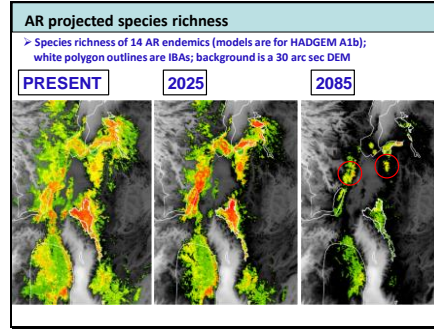 AR projected species richness
➢ Species richness of 14 AR endemics (models are for HADGEM A1b);
white polygon outlines are IBAs; background is a 30 arc sec DEM
PRESENT
2025
2085